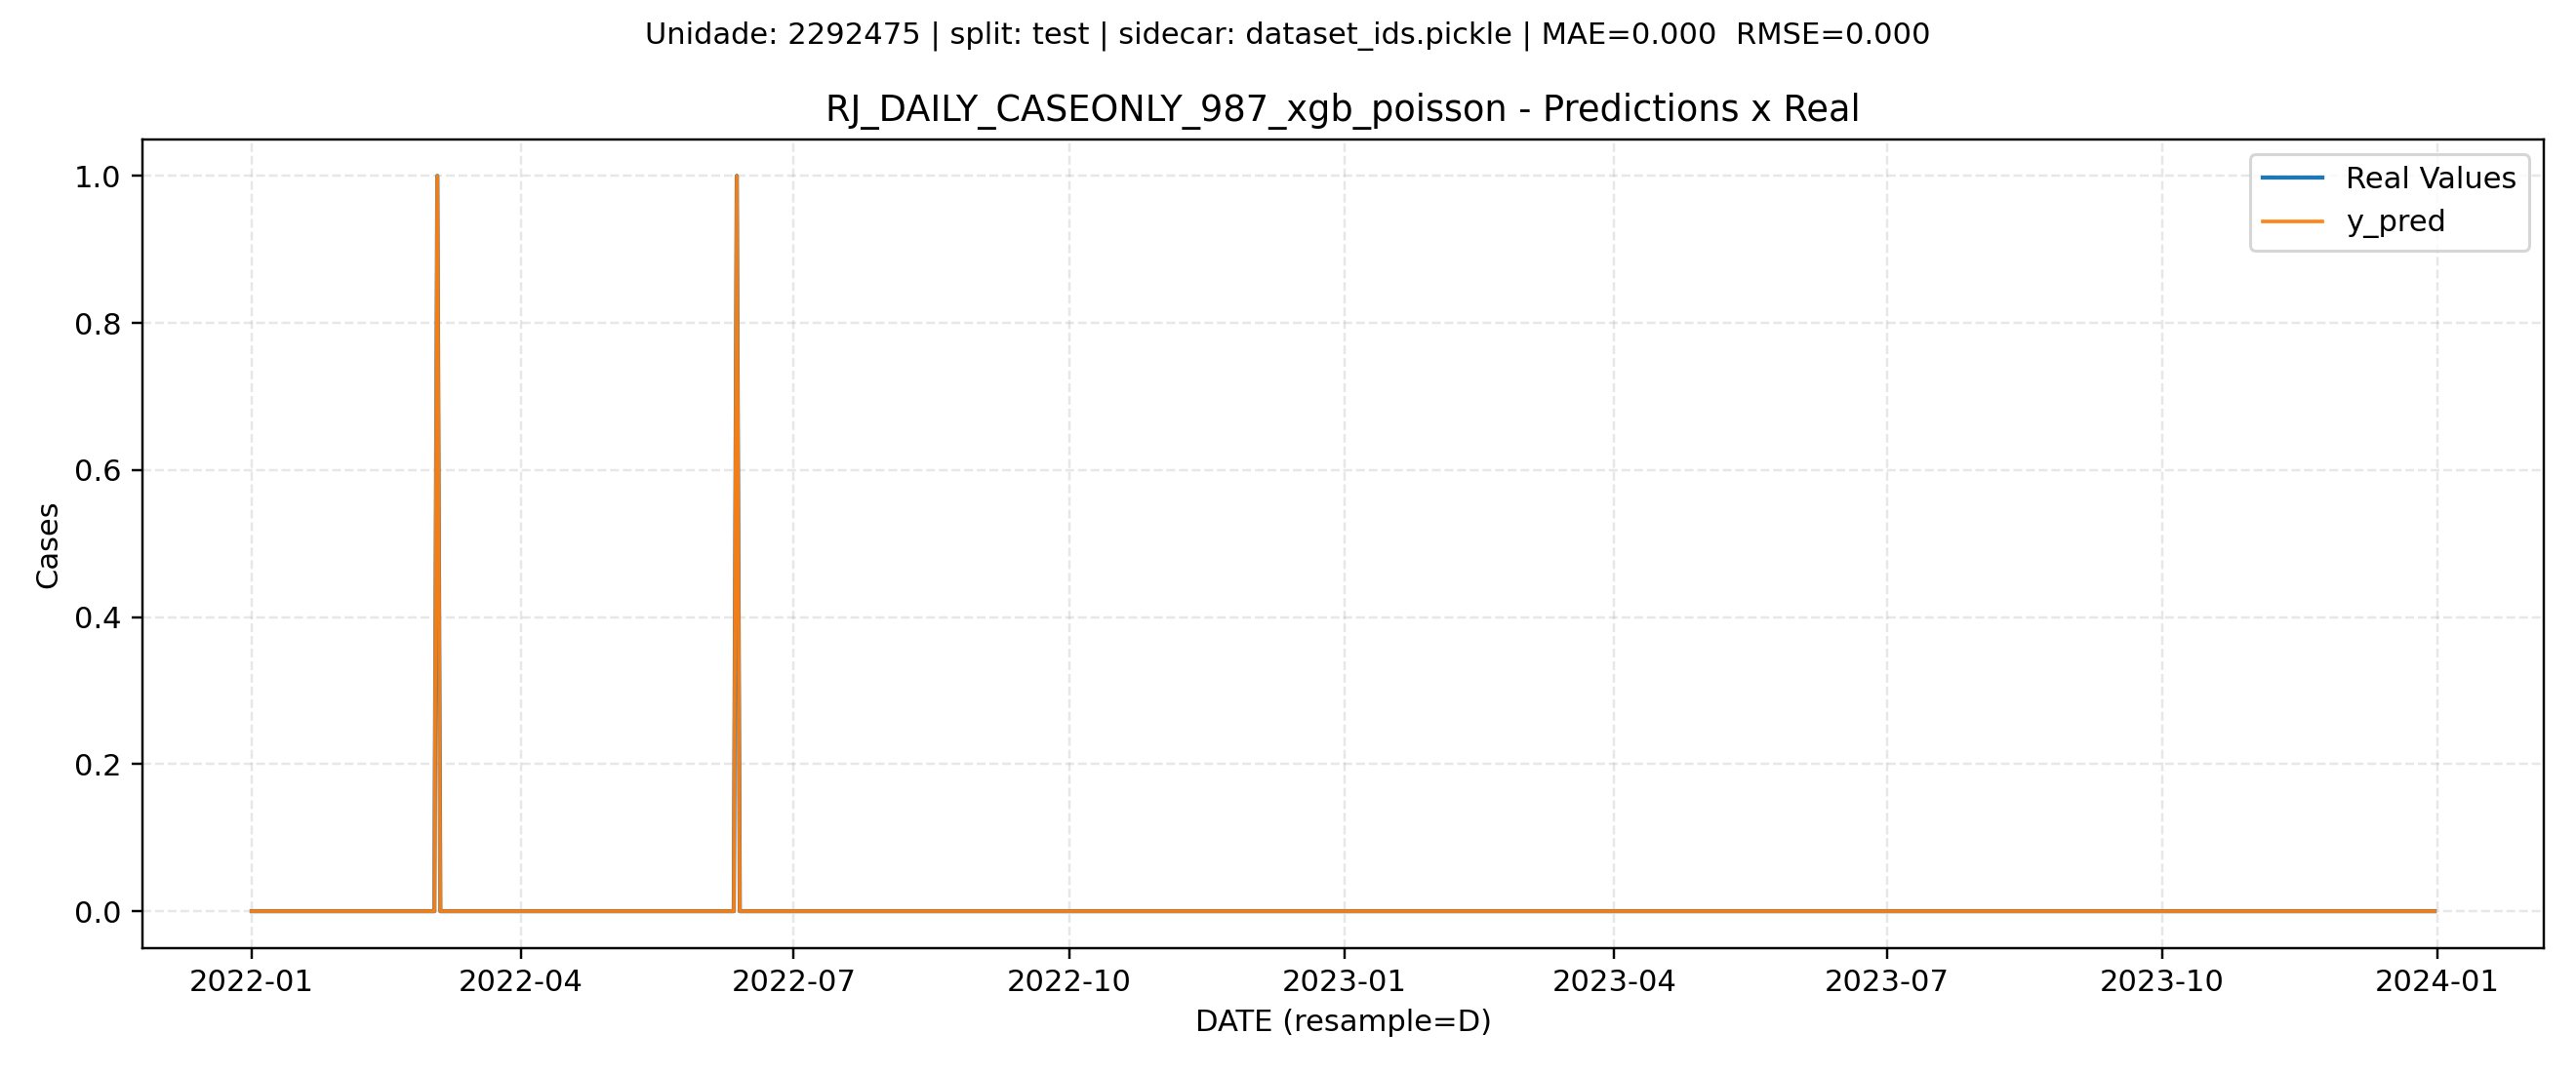 Unidade: 2292475 | split: test | sidecar: dataset_ids.pickle | MAE=0.000  RMSE=0.000
RJ_DAILY_CASEONLY_987_xgb_poisson - Predictions x Real
Real Values
y_pred
1.0
0.8
0.6
0.4
0.2
0.0
Cases
2022-01
2022-04
2022-07
2022-10
2023-01
2023-04
2023-07
2023-10
2024-01
DATE (resample=D)